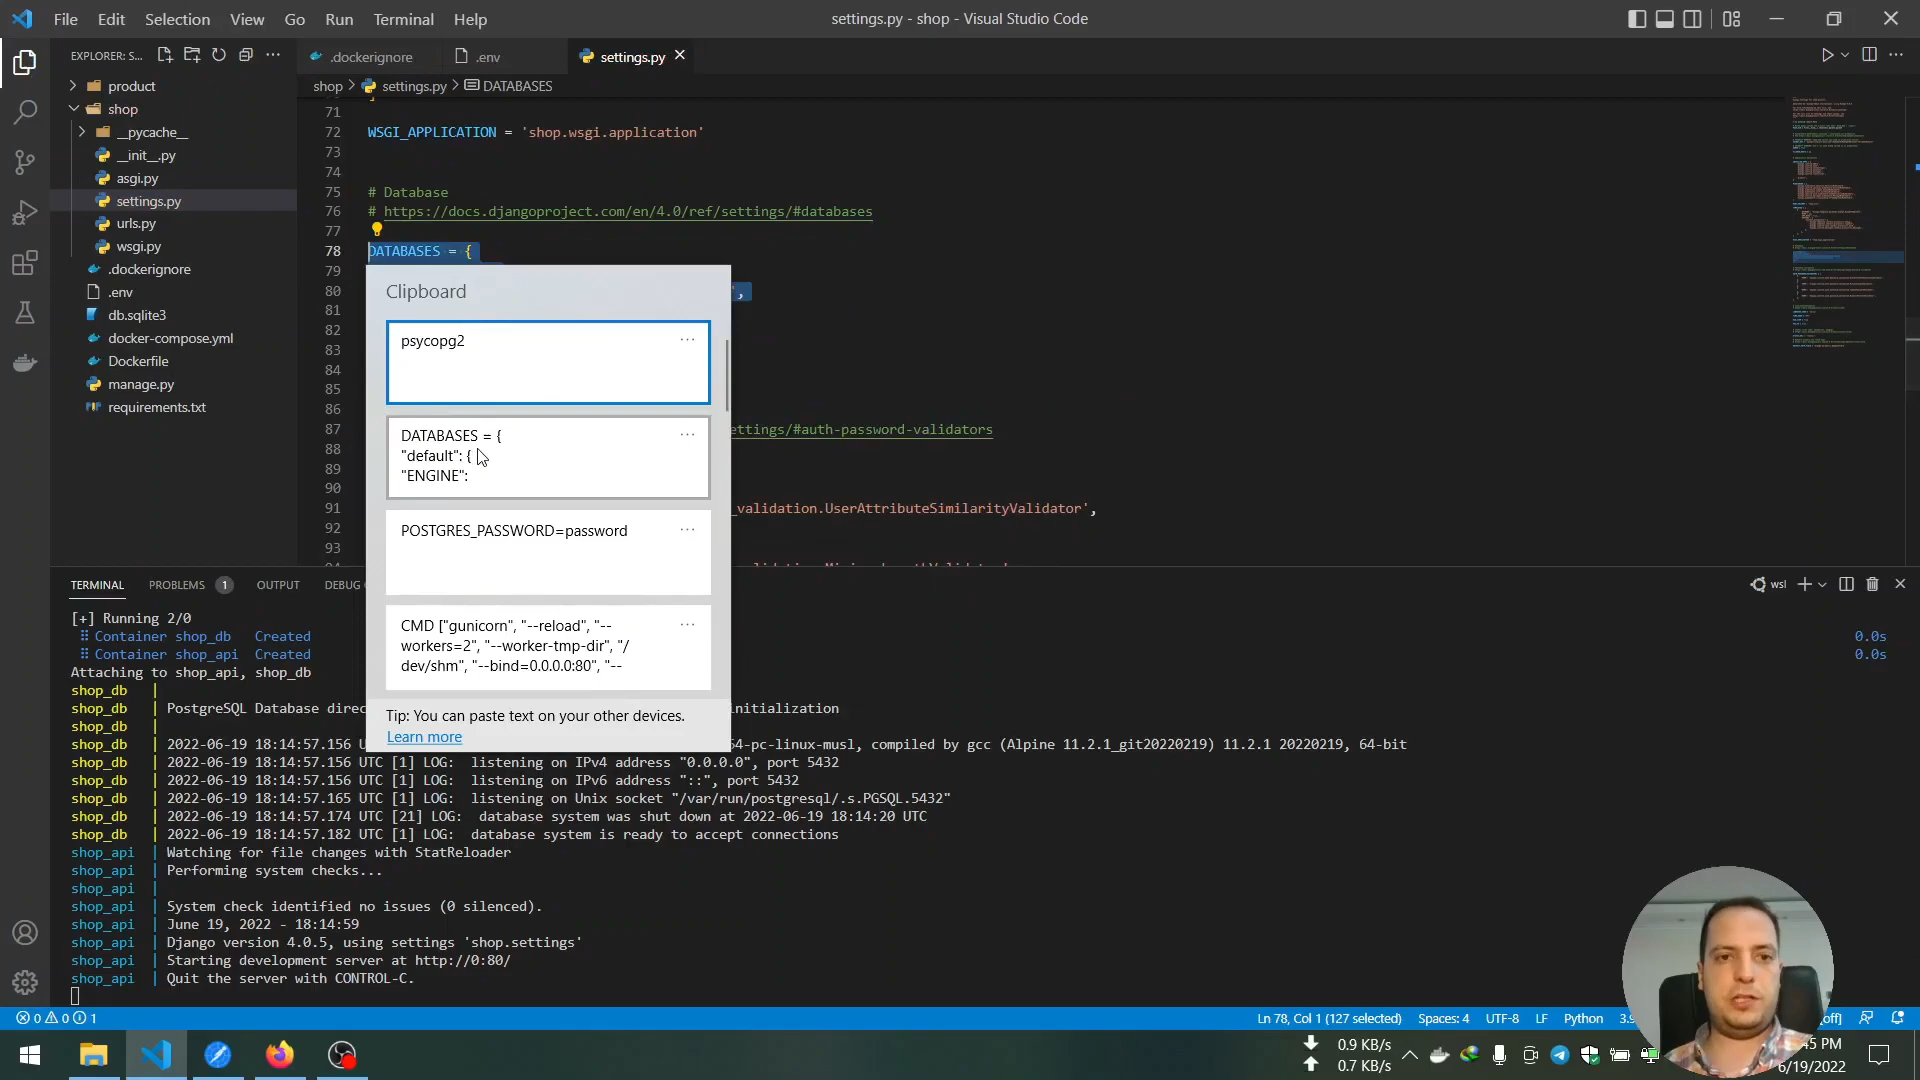 File Edit Selection View Go Run Terminal Help
settings.py - shop - Visual Studio Code
EXPLORER: S...
.dockerignore
.env
settings.py
shop > settings.py > DATABASES
product
shop
__pycache__
__init__.py
asgi.py
settings.py
urls.py
wsgi.py
.dockerignore
.env
db.sqlite3
docker-compose.yml
Dockerfile
manage.py
requirements.txt
71
72 WSGI_APPLICATION = 'shop.wsgi.application'
73
74
75 # Database
76 # https://docs.djangoproject.com/en/4.0/ref/settings/#databases
77
78 DATABASES = {
79
80 ',
81
82
83
84
85
86
87 ettings/#auth-password-validators
88
89
90
91 _validation.UserAttributeSimilarityValidator',
92
93
Clipboard
psycopg2
DATABASES = {
"default": {
"ENGINE":
POSTGRES_PASSWORD=password
CMD ["gunicorn", "--reload", "--
workers=2", "--worker-tmp-dir", "/
dev/shm", "--bind=0.0.0.0:80", "--
Tip: You can paste text on your other devices.
Learn more
TERMINAL PROBLEMS 1 OUTPUT DEBUG
wsl
[+] Running 2/0
Container shop_db Created 0.0s
Container shop_api Created 0.0s
Attaching to shop_api, shop_db
shop_db |
shop_db | PostgreSQL Database direc nitialization
shop_db |
shop_db | 2022-06-19 18:14:57.156 U 64-pc-linux-musl, compiled by gcc (Alpine 11.2.1_git20220219) 11.2.1 20220219, 64-bit
shop_db | 2022-06-19 18:14:57.156 UTC [1] LOG: listening on IPv4 address "0.0.0.0", port 5432
shop_db | 2022-06-19 18:14:57.156 UTC [1] LOG: listening on IPv6 address "::", port 5432
shop_db | 2022-06-19 18:14:57.165 UTC [1] LOG: listening on Unix socket "/var/run/postgresql/.s.PGSQL.5432"
shop_db | 2022-06-19 18:14:57.174 UTC [21] LOG: database system was shut down at 2022-06-19 18:14:20 UTC
shop_db | 2022-06-19 18:14:57.182 UTC [1] LOG: database system is ready to accept connections
shop_api | Watching for file changes with StatReloader
shop_api | Performing system checks...
shop_api |
shop_api | System check identified no issues (0 silenced).
shop_api | June 19, 2022 - 18:14:59
shop_api | Django version 4.0.5, using settings 'shop.settings'
shop_api | Starting development server at http://0:80/
shop_api | Quit the server with CONTROL-C.
0 0 1
Ln 78, Col 1 (127 selected) Spaces: 4 UTF-8 LF Python 3.9 [off]
0.9 KB/s
0.7 KB/s
:45 PM
6/19/2022